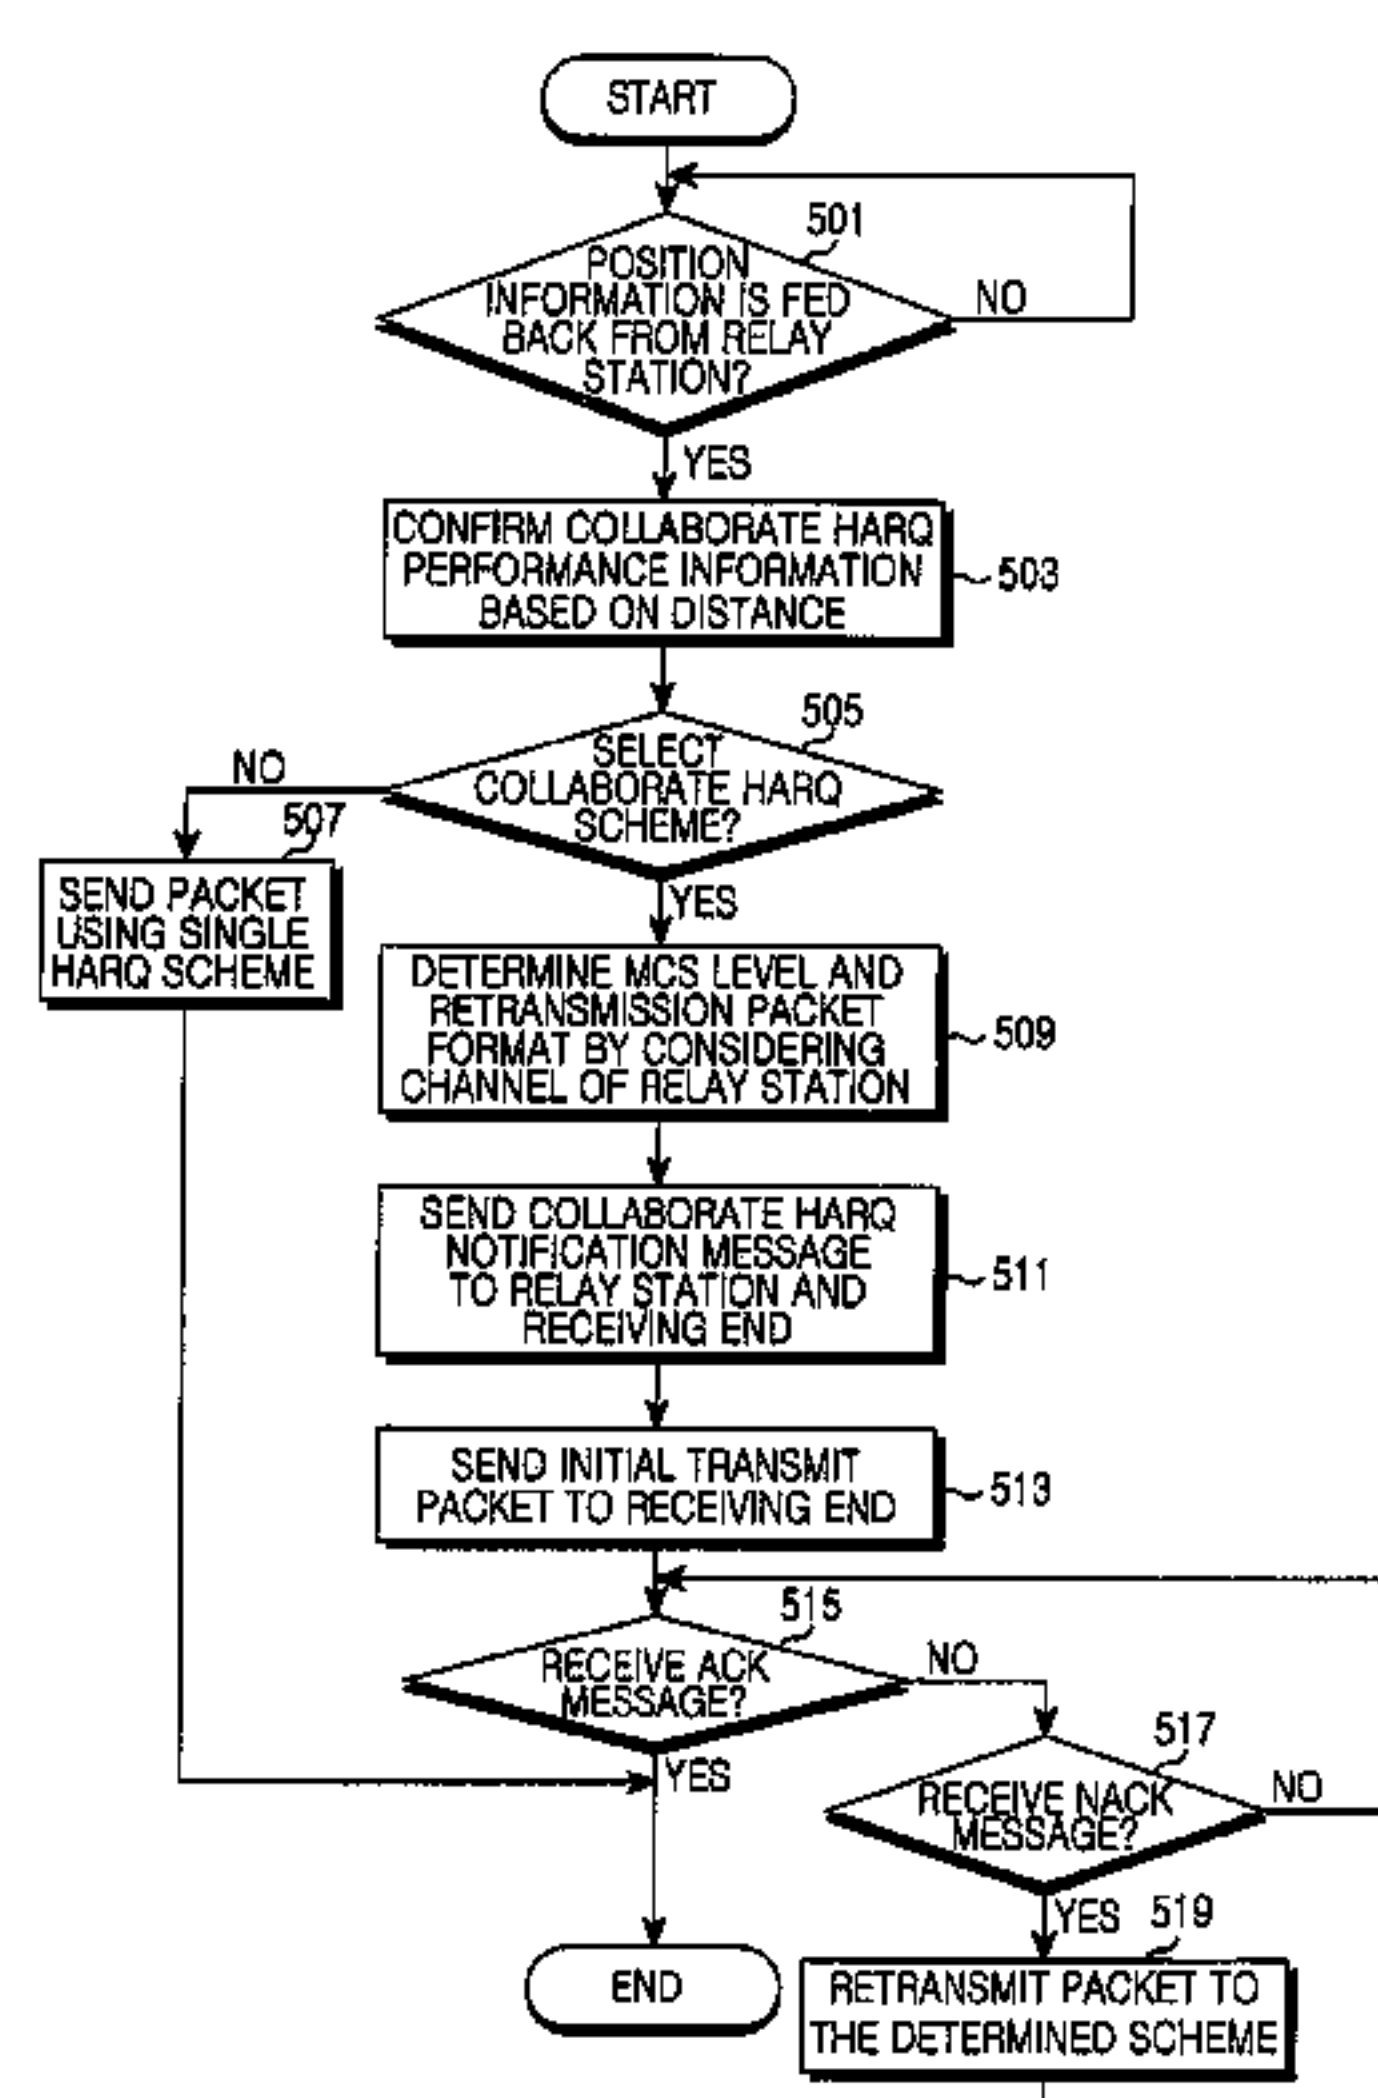 START
501
POSITION
INFORMATION IS FED
BACK FROM RELAY
STATION?
NO
YES
CONFIRM COLLABORATE HARQ
PERFORMANCE INFORMATION
BASED ON DISTANCE
503
505
SELECT
COLLABORATE HARQ
SCHEME?
NO
507
SEND PACKET
USING SINGLE
HARQ SCHEME
YES
DETERMINE MCS LEVEL AND
RETRANSMISSION PACKET
FORMAT BY CONSIDERING
CHANNEL OF RELAY STATION
509
SEND COLLABORATE HARQ
NOTIFICATION MESSAGE
TO RELAY STATION AND
RECEIVING END
511
SEND INITIAL TRANSMIT
PACKET TO RECEIVING END
513
515
RECEIVE ACK
MESSAGE?
NO
YES
517
RECEIVE NACK
MESSAGE?
NO
YES
519
RETRANSMIT PACKET TO
THE DETERMINED SCHEME
END